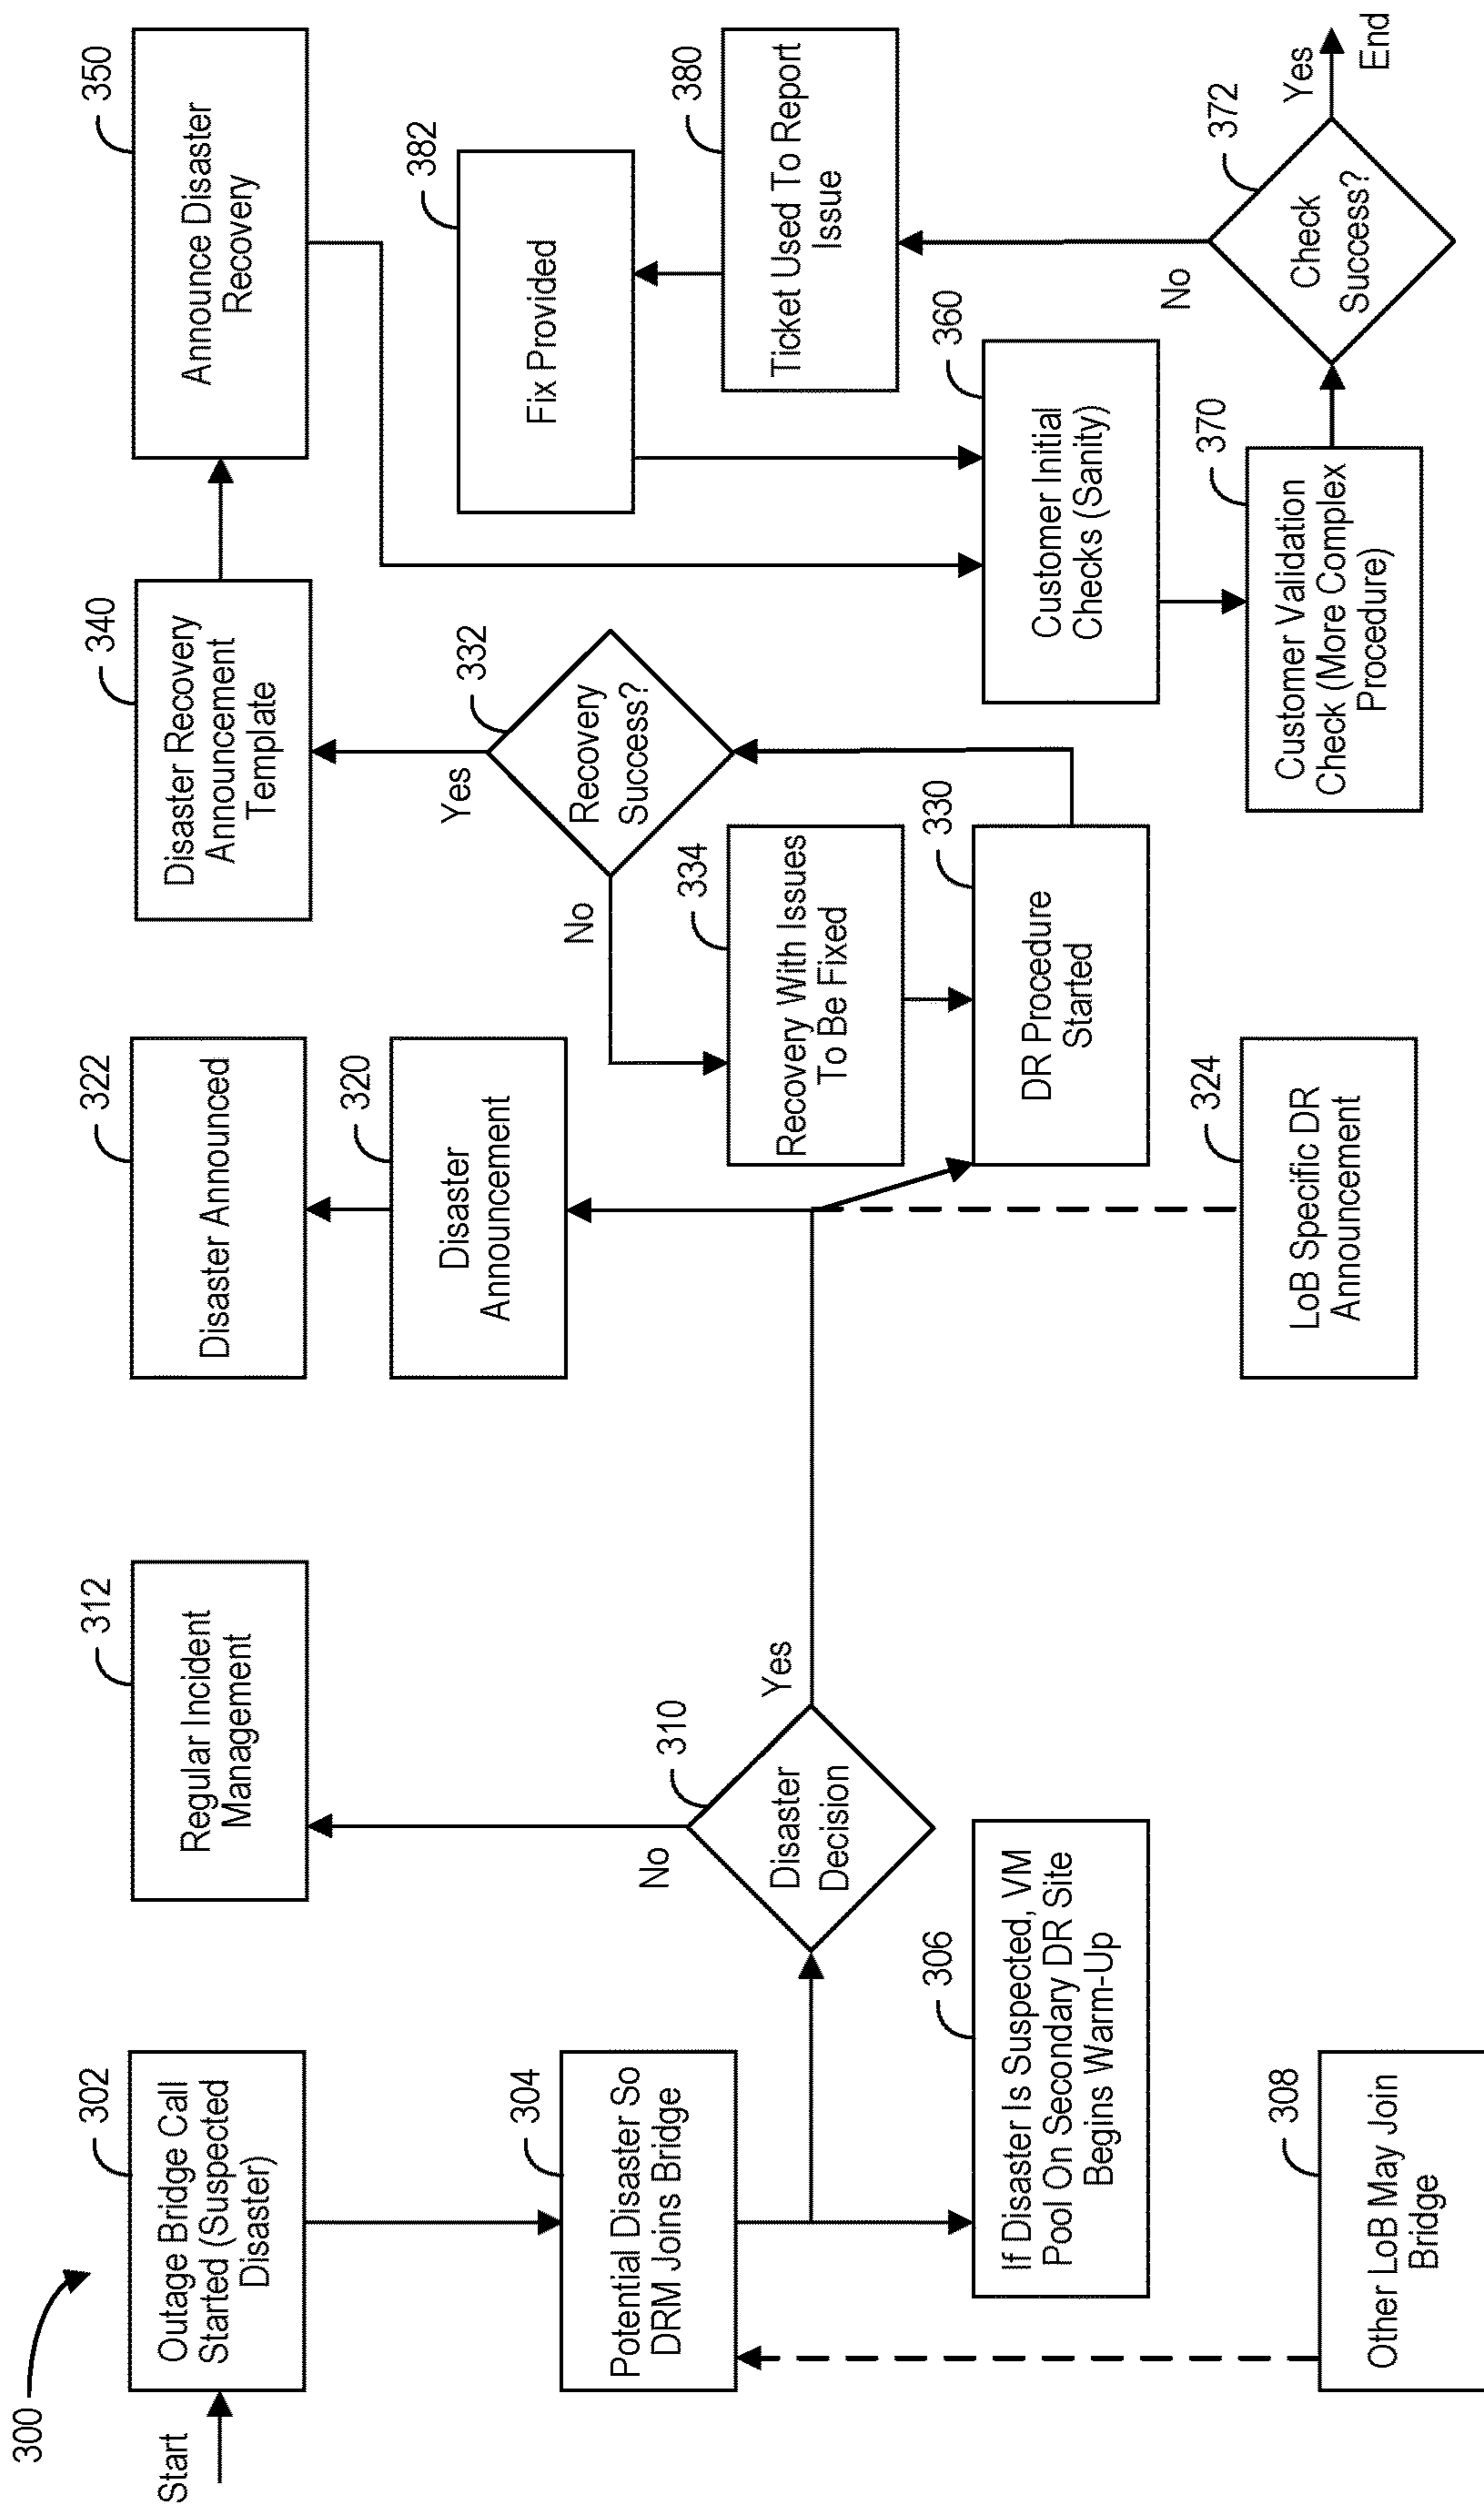 300
Start
302
Outage Bridge Call
Started (Suspected
Disaster)
304
Potential Disaster So
DRM Joins Bridge
306
If Disaster Is Suspected, VM
Pool On Secondary DR Site
Begins Warm-Up
308
Other LoB May Join
Bridge
310
Disaster
Decision
No
Yes
312
Regular Incident
Management
322
Disaster Announced
320
Disaster
Announcement
324
LoB Specific DR
Announcement
330
DR Procedure
Started
334
Recovery With Issues
To Be Fixed
332
Recovery
Success?
No
Yes
340
Disaster Recovery
Announcement
Template
350
Announce Disaster
Recovery
382
Fix Provided
380
Ticket Used To Report
Issue
360
Customer Initial
Checks (Sanity)
370
Customer Validation
Check (More Complex
Procedure)
372
Check
Success?
No
Yes
End